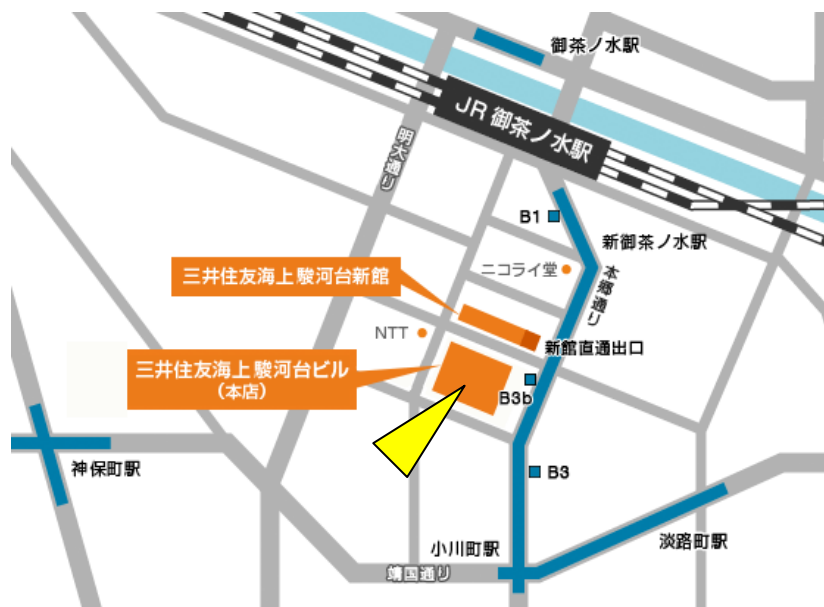 御茶ノ水駅
JR 御茶ノ水駅
明大通り
B1
新御茶ノ水駅
ニコライ堂
本郷通り
三井住友海上 駿河台新館
NTT
新館直通出口
三井住友海上 駿河台ビル
(本店)
B3b
神保町駅
B3
小川町駅
淡路町駅
靖国通り